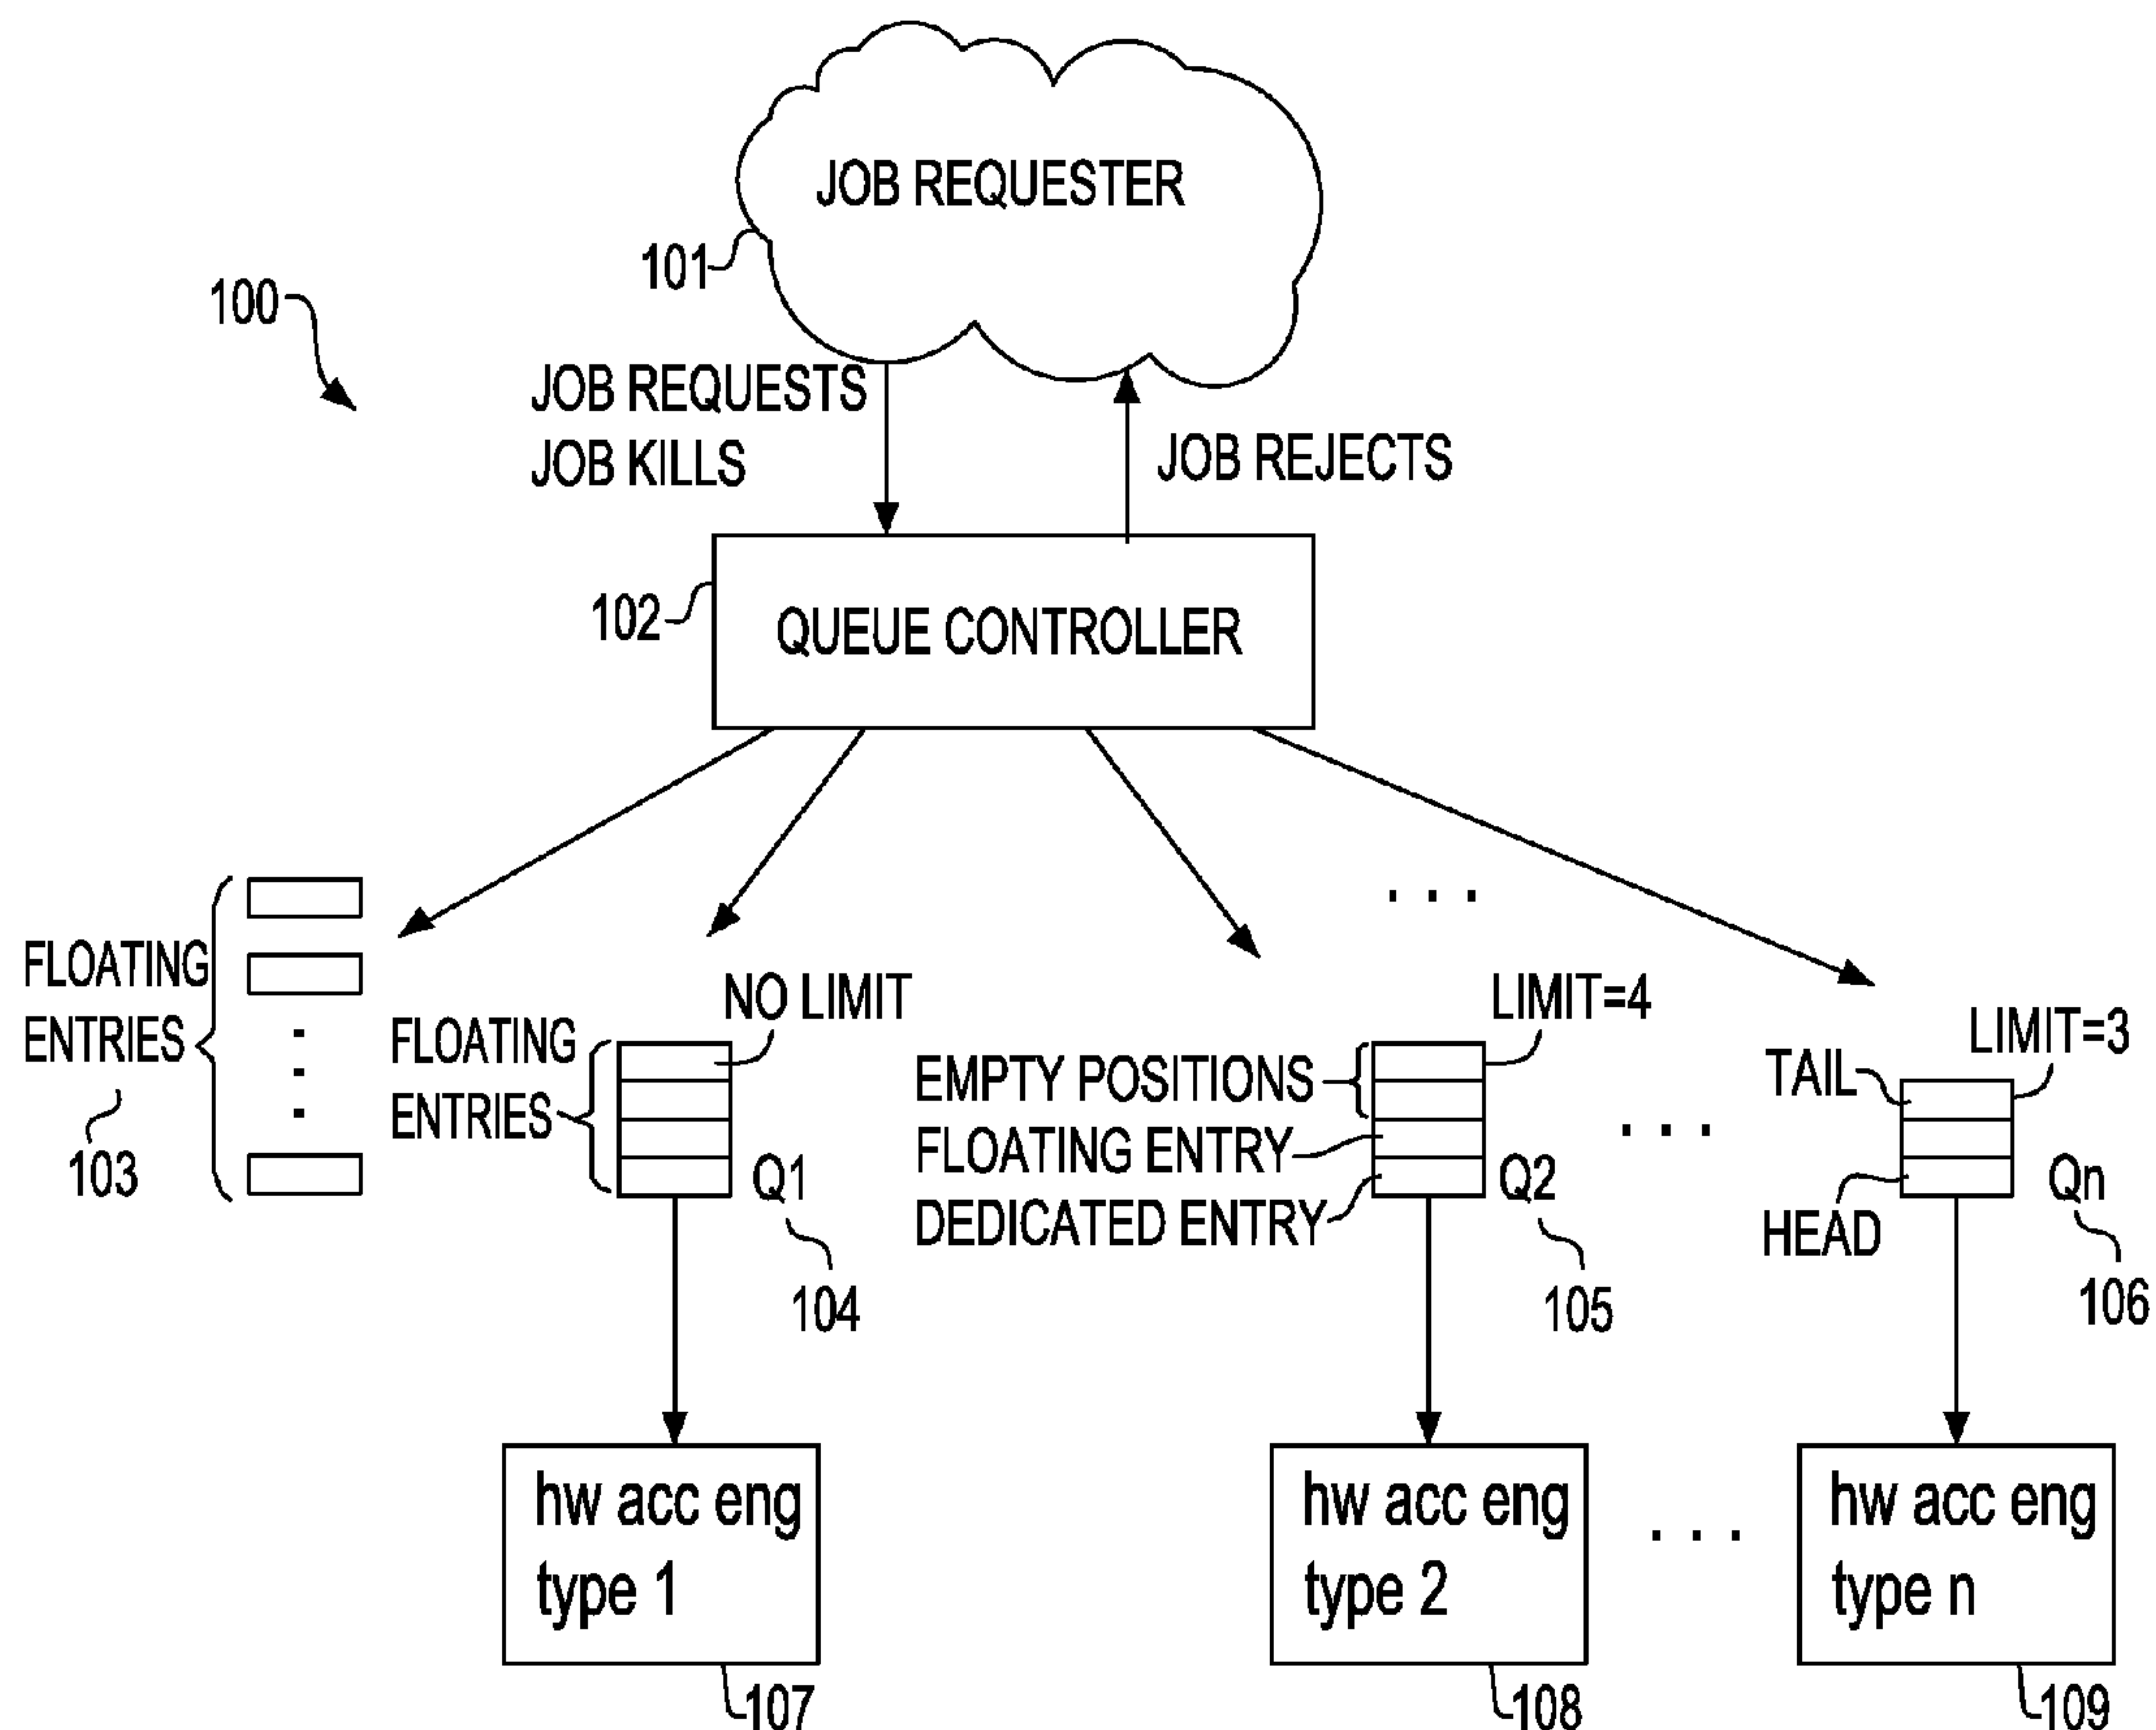 JOB REQUESTER
101
100
JOB REQUESTS
JOB KILLS
JOB REJECTS
102
QUEUE CONTROLLER
FLOATING
ENTRIES
103
FLOATING
ENTRIES
NO LIMIT
Q1
104
. . .
LIMIT=4
EMPTY POSITIONS
FLOATING ENTRY
DEDICATED ENTRY
Q2
105
. . .
LIMIT=3
TAIL
HEAD
Qn
106
hw acc eng
type 1
107
hw acc eng
type 2
108
. . .
hw acc eng
type n
109